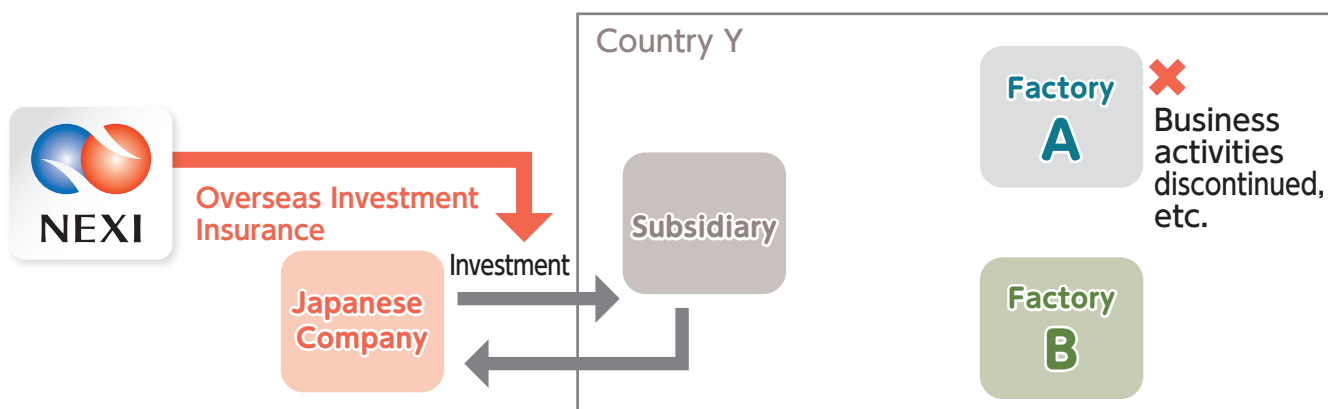 Country Y
NEXI
Overseas Investment
Insurance
Japanese
Company
Investment
Subsidiary
Factory
A
Business
activities
discontinued,
etc.
Factory
B